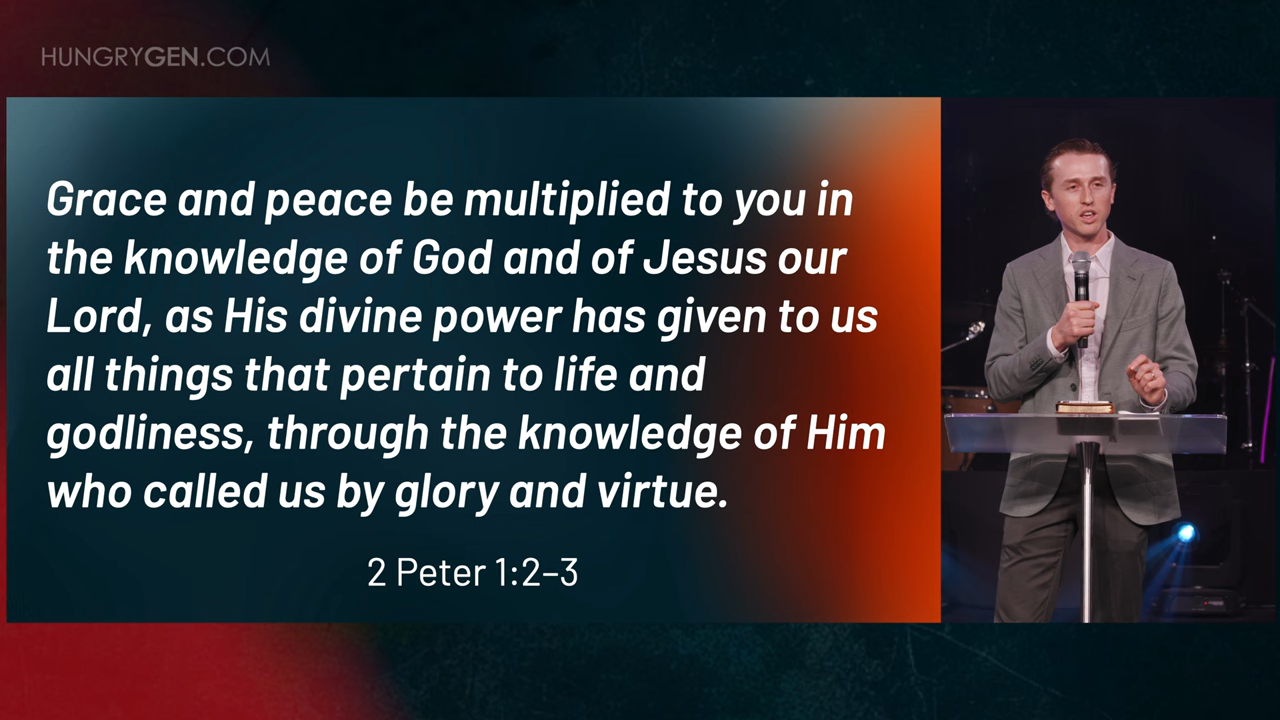 HUNGRYGEN.COM
Grace and peace be multiplied to you in
the knowledge of God and of Jesus our
Lord, as His divine power has given to us
all things that pertain to life and
godliness, through the knowledge of Him
who called us by glory and virtue.
2 Peter 1:2–3